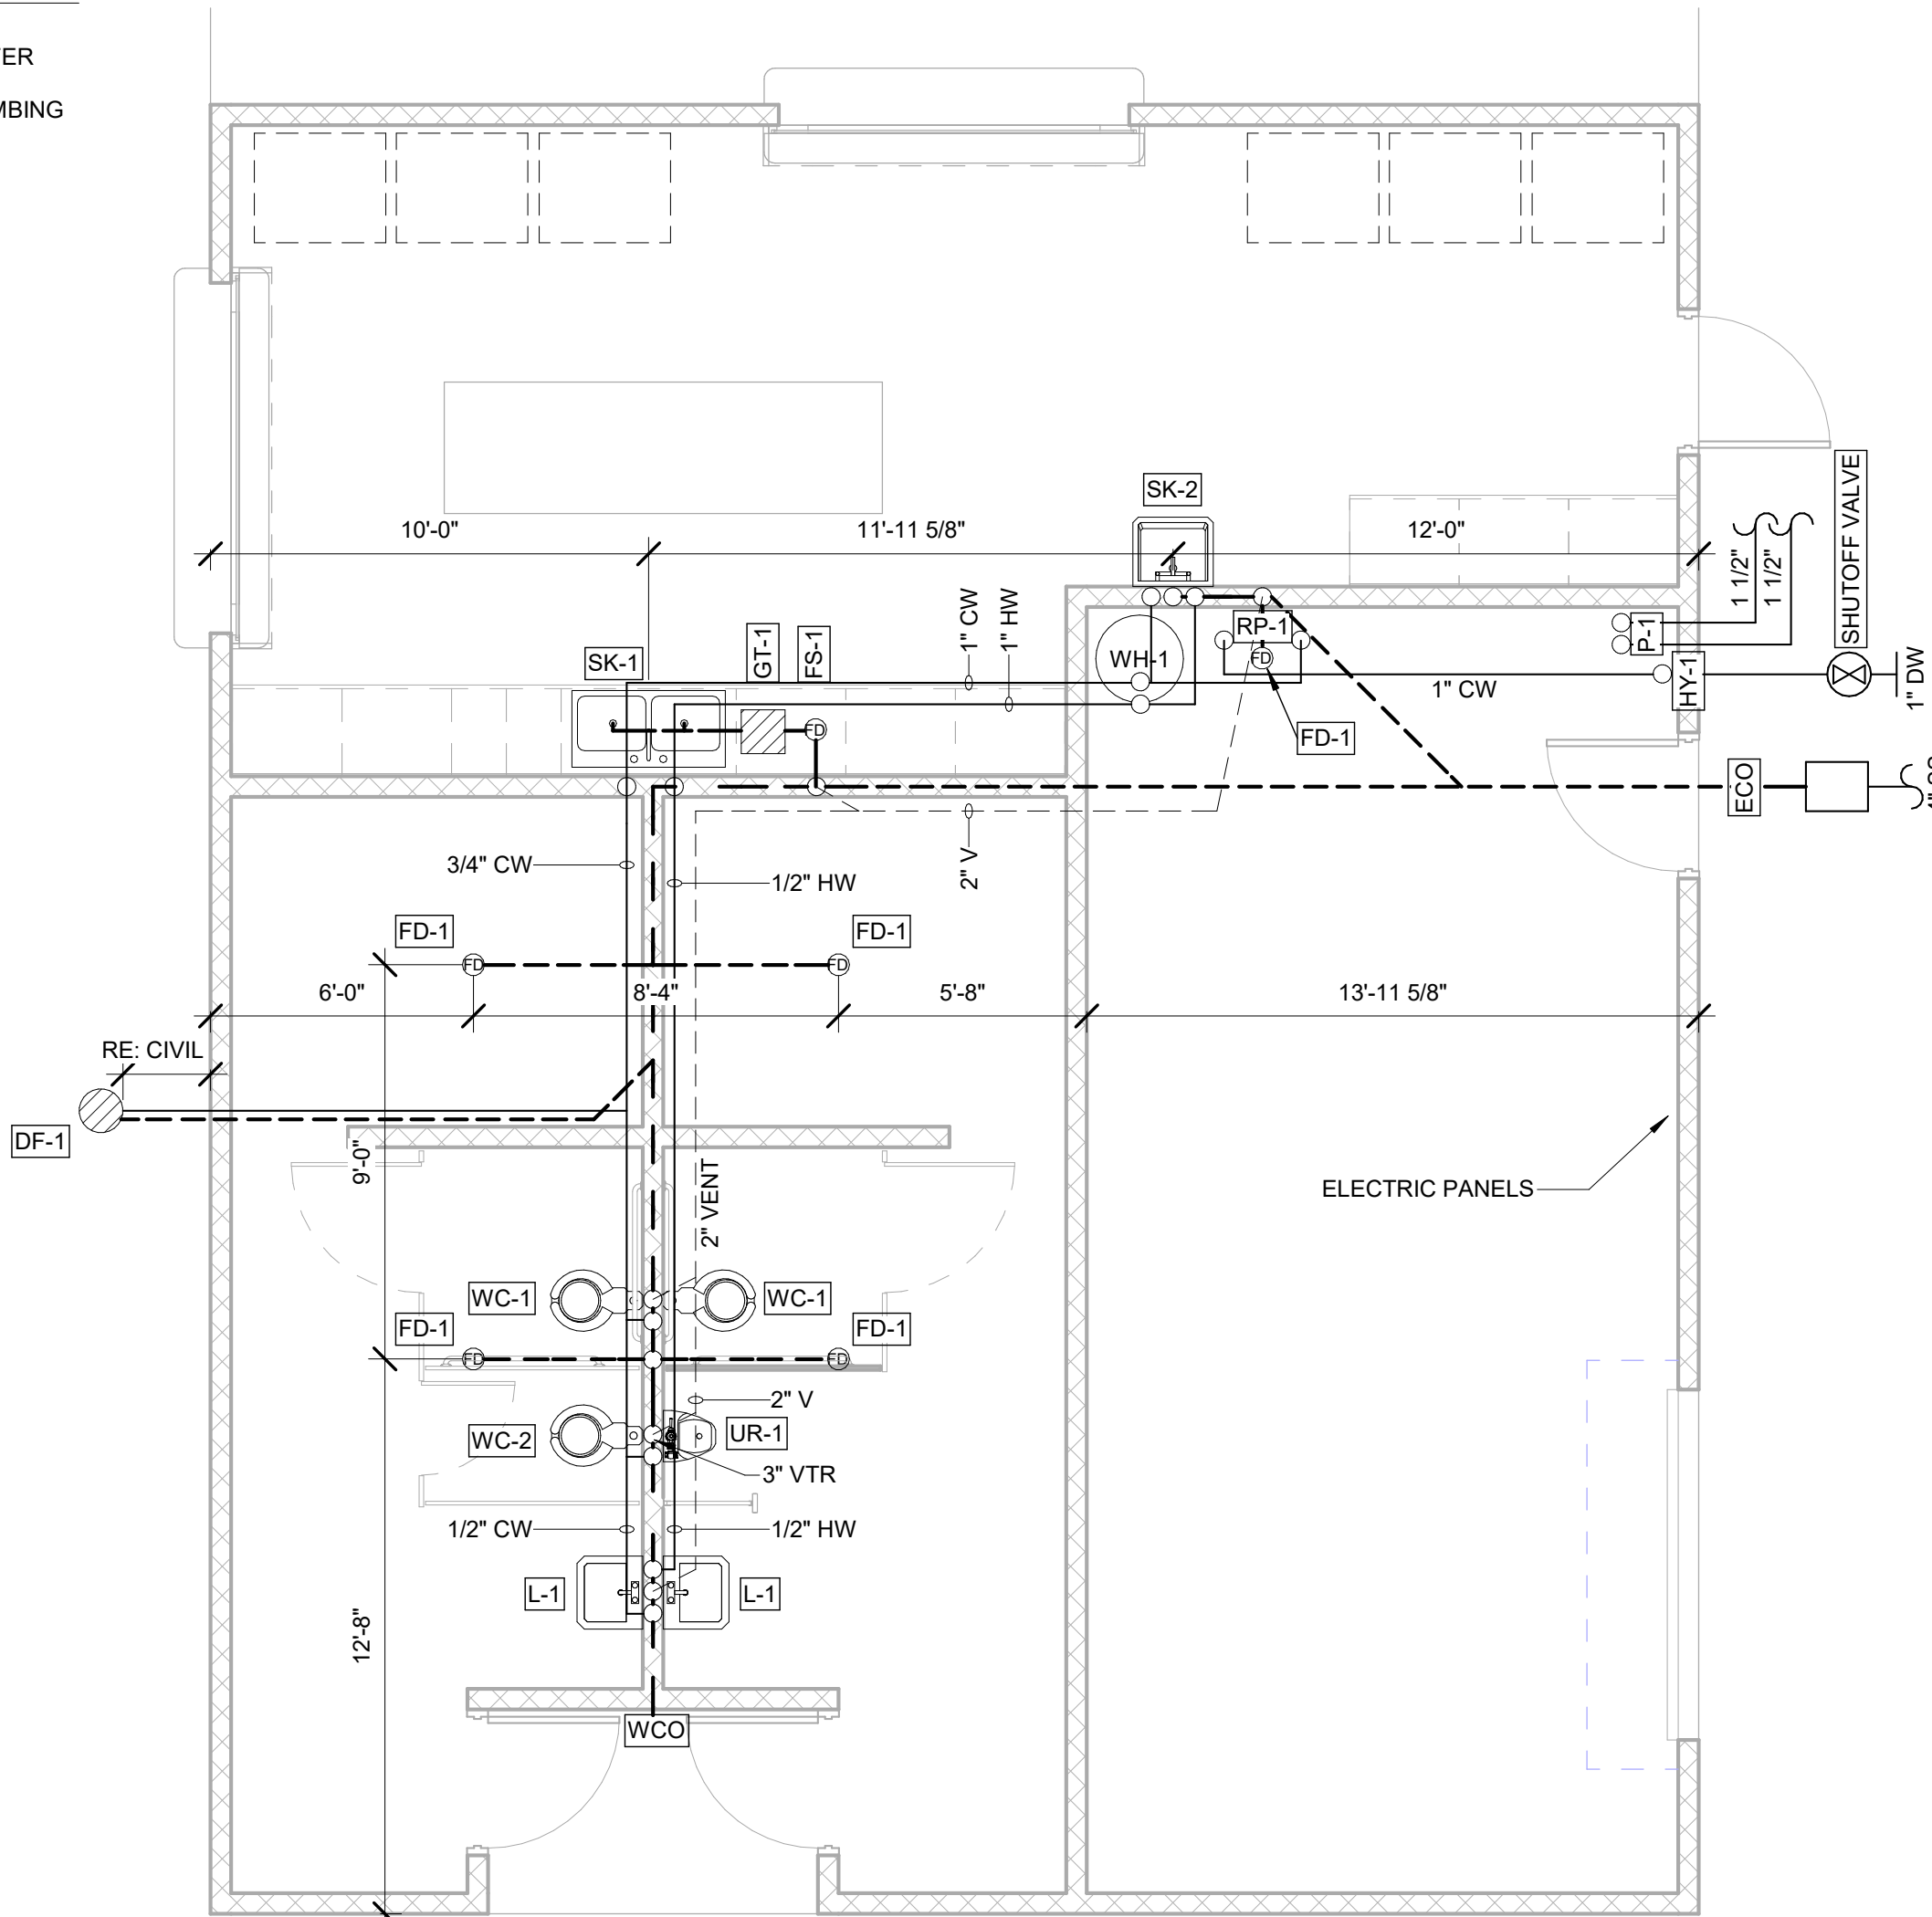 10'-0"
11'-11 5/8"
12'-0"
SK-2
SHUTOFF VALVE
1 1/2"
1 1/2"
1" CW
1" HW
SK-1
GT-1
FS-1
WH-1
RP-1
FD
P-1
HY-1
1" DW
1" CW
FD-1
FD
ECO
3/4" CW
1/2" HW
2" V
FD-1
FD-1
FD
FD
6'-0"
8'-4"
5'-8"
13'-11 5/8"
RE: CIVIL
DF-1
9'-0"
2" VENT
ELECTRIC PANELS
WC-1
WC-1
FD-1
FD-1
FD
FD
2" V
WC-2
UR-1
3" VTR
1/2" CW
1/2" HW
L-1
L-1
12'-8"
WCO